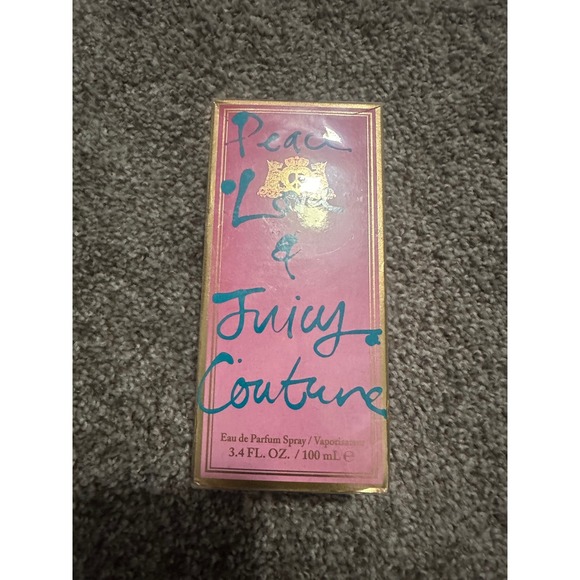 Peace
Love
&
Juicy
Couture
Eau de Parfum Spray / Vaporisateur
3.4 FL. OZ. / 100 mL ℮